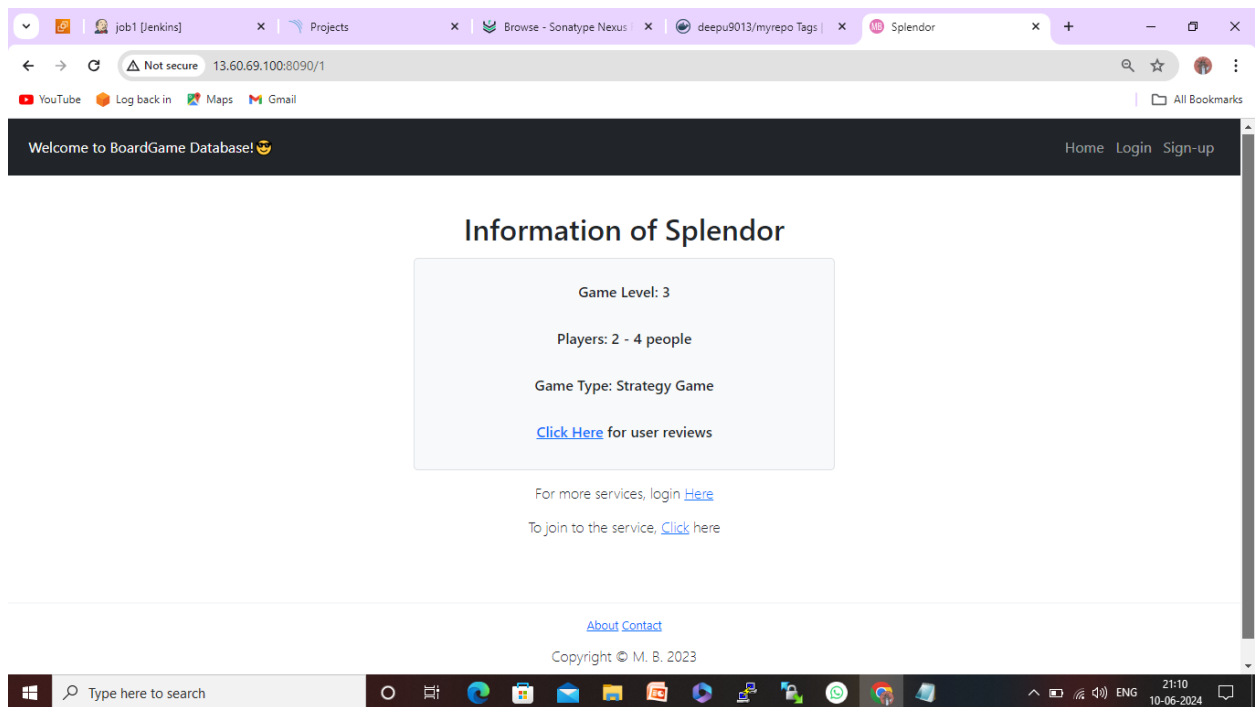 job1 [Jenkins]
Projects
Browse - Sonatype Nexus
deepu9013/myrepo Tags |
MB Splendor
Not secure 13.60.69.100:8090/1
YouTube Log back in Maps Gmail
All Bookmarks
Welcome to BoardGame Database!😎
Home Login Sign-up
Information of Splendor
Game Level: 3
Players: 2 - 4 people
Game Type: Strategy Game
Click Here for user reviews
For more services, login Here
To join to the service, Click here
About Contact
Copyright © M. B. 2023
Type here to search
ENG
21:10
10-06-2024